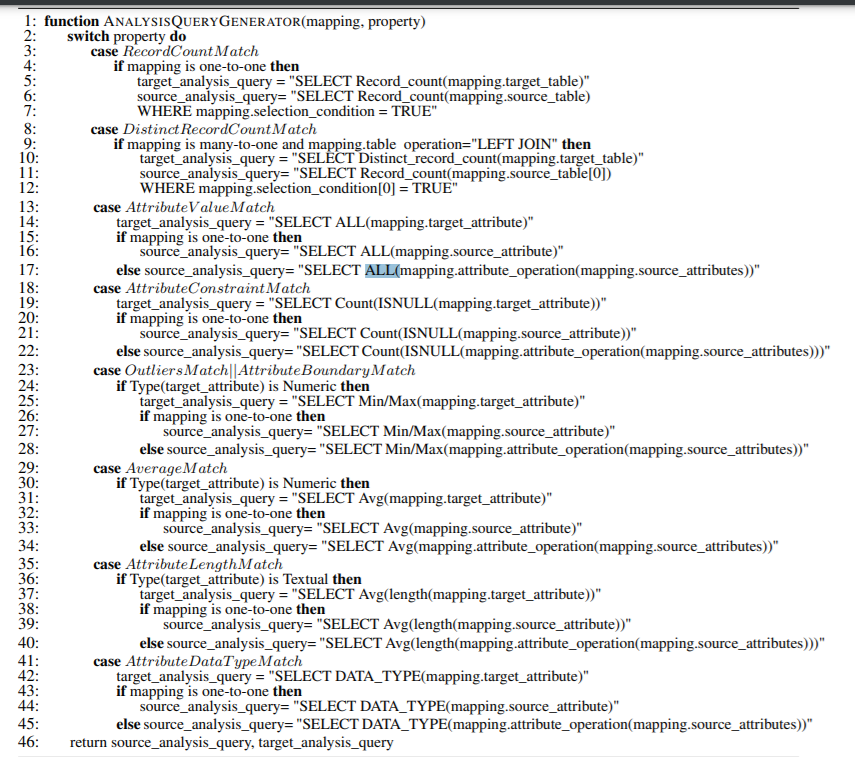 1: function ANALYSISQUERYGENERATOR(mapping, property)
2: switch property do
3: case RecordCountMatch
4: if mapping is one-to-one then
5: target_analysis_query = "SELECT Record_count(mapping.target_table)"
6: source_analysis_query= "SELECT Record_count(mapping.source_table)
7: WHERE mapping.selection_condition = TRUE"
8: case DistinctRecordCountMatch
9: if mapping is many-to-one and mapping.table_operation="LEFT JOIN" then
10: target_analysis_query = "SELECT Distinct_record_count(mapping.target_table)"
11: source_analysis_query= "SELECT Record_count(mapping.source_table[0])
12: WHERE mapping.selection_condition[0] = TRUE"
13: case AttributeValueMatch
14: target_analysis_query = "SELECT ALL(mapping.target_attribute)"
15: if mapping is one-to-one then
16: source_analysis_query= "SELECT ALL(mapping.source_attribute)"
17: else source_analysis_query= "SELECT ALL(mapping.attribute_operation(mapping.source_attributes))"
18: case AttributeConstraintMatch
19: target_analysis_query = "SELECT Count(ISNULL(mapping.target_attribute))"
20: if mapping is one-to-one then
21: source_analysis_query= "SELECT Count(ISNULL(mapping.source_attribute))"
22: else source_analysis_query= "SELECT Count(ISNULL(mapping.attribute_operation(mapping.source_attributes)))"
23: case OutliersMatch||AttributeBoundaryMatch
24: if Type(target_attribute) is Numeric then
25: target_analysis_query = "SELECT Min/Max(mapping.target_attribute)"
26: if mapping is one-to-one then
27: source_analysis_query= "SELECT Min/Max(mapping.source_attribute)"
28: else source_analysis_query= "SELECT Min/Max(mapping.attribute_operation(mapping.source_attributes))"
29: case AverageMatch
30: if Type(target_attribute) is Numeric then
31: target_analysis_query = "SELECT Avg(mapping.target_attribute)"
32: if mapping is one-to-one then
33: source_analysis_query= "SELECT Avg(mapping.source_attribute)"
34: else source_analysis_query= "SELECT Avg(mapping.attribute_operation(mapping.source_attributes))"
35: case AttributeLengthMatch
36: if Type(target_attribute) is Textual then
37: target_analysis_query = "SELECT Avg(length(mapping.target_attribute))"
38: if mapping is one-to-one then
39: source_analysis_query= "SELECT Avg(length(mapping.source_attribute))"
40: else source_analysis_query= "SELECT Avg(length(mapping.attribute_operation(mapping.source_attributes)))"
41: case AttributeDataTypeMatch
42: target_analysis_query = "SELECT DATA_TYPE(mapping.target_attribute)"
43: if mapping is one-to-one then
44: source_analysis_query= "SELECT DATA_TYPE(mapping.source_attribute)"
45: else source_analysis_query= "SELECT DATA_TYPE(mapping.attribute_operation(mapping.source_attributes))"
46: return source_analysis_query, target_analysis_query